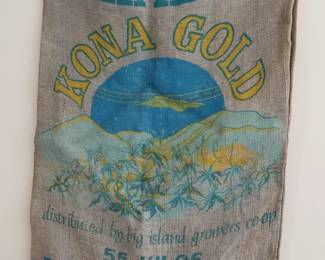 KONA GOLD
distributed by big island growers co-op
55 KILOS